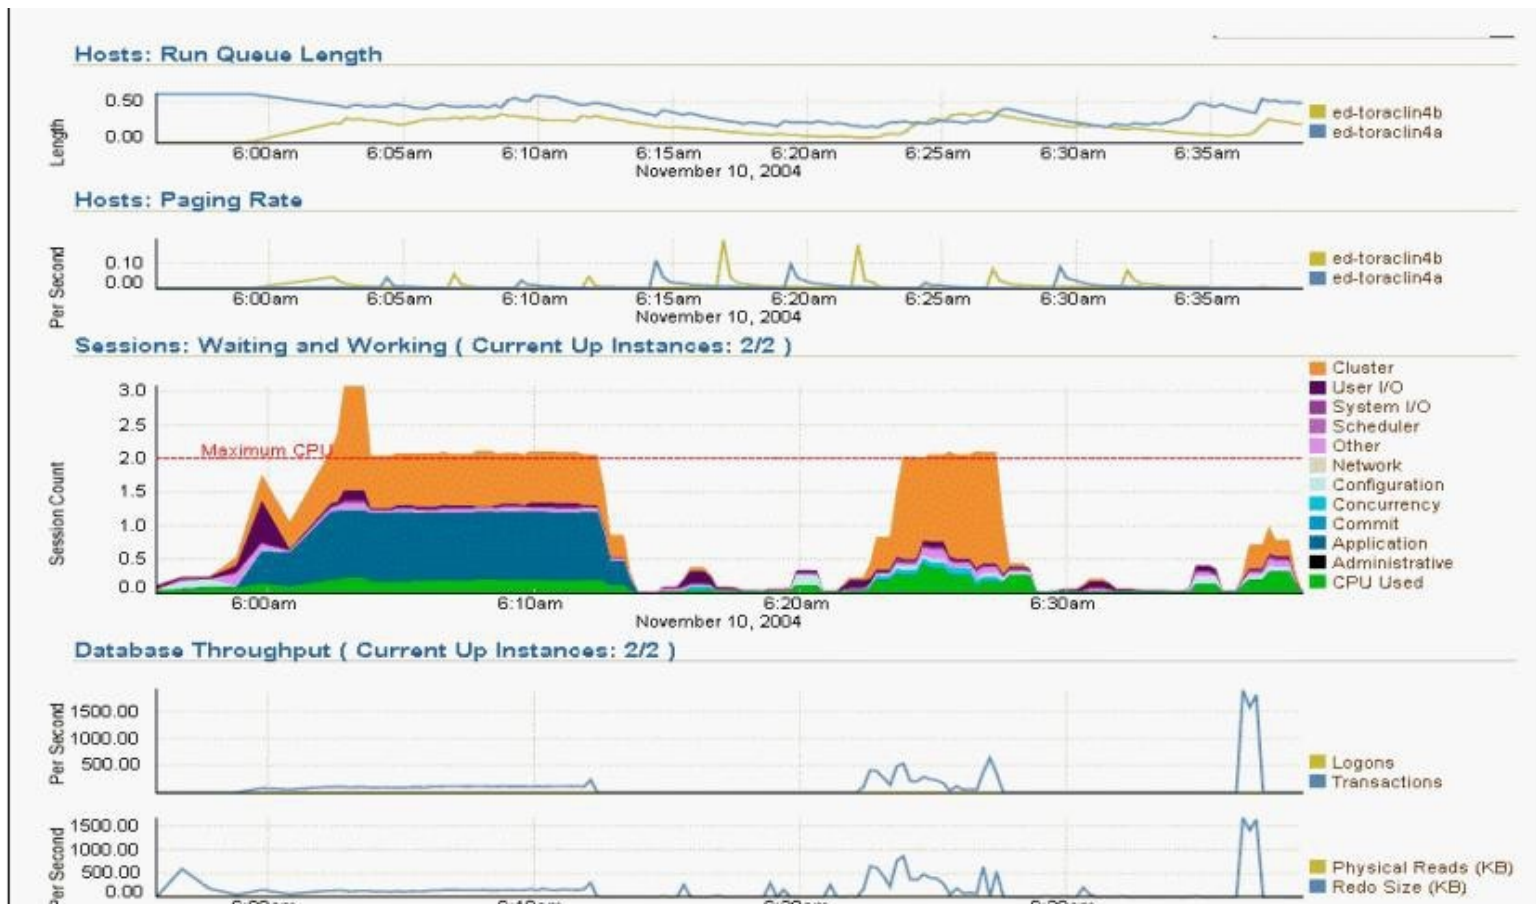 Hosts: Run Queue Length
Length
0.50
0.00
6:00am 6:05am 6:10am 6:15am 6:20am 6:25am 6:30am 6:35am
November 10, 2004
ed-toraclin4b
ed-toraclin4a
Hosts: Paging Rate
Per Second
0.10
0.00
6:00am 6:05am 6:10am 6:15am 6:20am 6:25am 6:30am 6:35am
November 10, 2004
ed-toraclin4b
ed-toraclin4a
Sessions: Waiting and Working ( Current Up Instances: 2/2 )
Session Count
3.0
2.5
2.0
1.5
1.0
0.5
0.0
Maximum CPU
6:00am 6:10am 6:20am 6:30am
November 10, 2004
Cluster
User I/O
System I/O
Scheduler
Other
Network
Configuration
Concurrency
Commit
Application
Administrative
CPU Used
Database Throughput ( Current Up Instances: 2/2 )
Per Second
1500.00
1000.00
500.00
Logons
Transactions
Per Second
1500.00
1000.00
500.00
0.00
Physical Reads (KB)
Redo Size (KB)